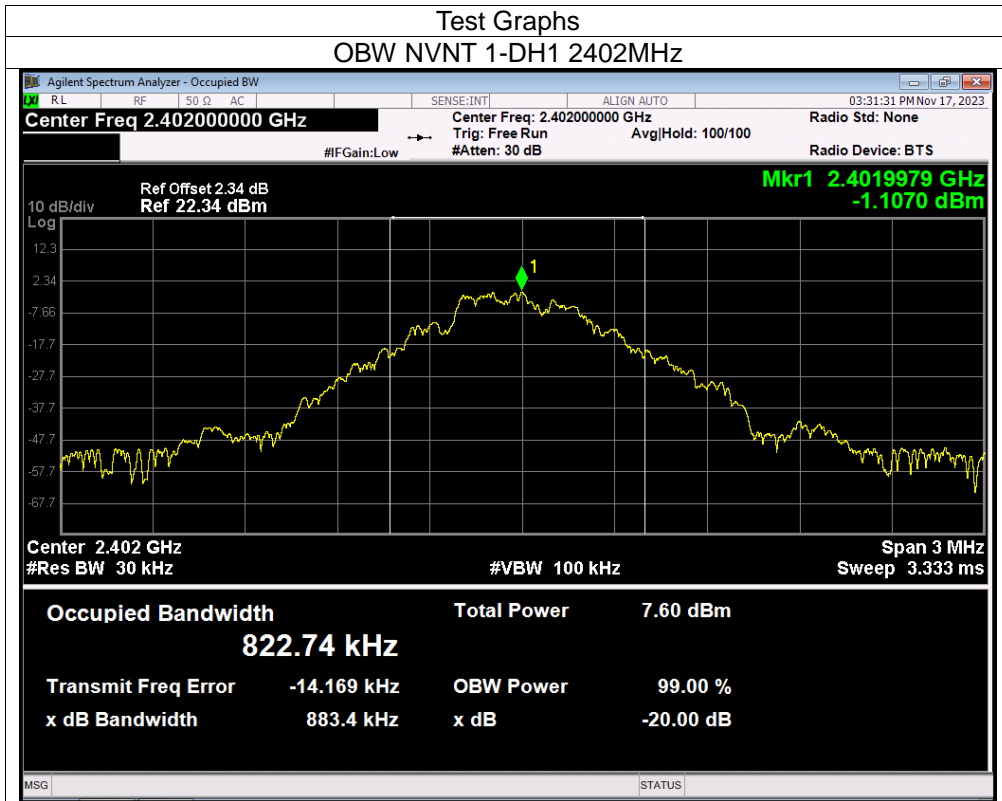 Test Graphs
OBW NVNT 1-DH1 2402MHz
Agilent Spectrum Analyzer - Occupied BW
LXI RL RF 50 Ω AC SENSE:INT ALIGN AUTO 03:31:31 PM Nov 17, 2023
Center Freq 2.402000000 GHz Center Freq: 2.402000000 GHz Radio Std: None
Trig: Free Run Avg|Hold: 100/100
#IFGain:Low #Atten: 30 dB Radio Device: BTS
Mkr1 2.4019979 GHz
-1.1070 dBm
Ref Offset 2.34 dB
10 dB/div Ref 22.34 dBm
Log
12.3
1
2.34
-7.66
-17.7
-27.7
-37.7
-47.7
-57.7
-67.7
Center 2.402 GHz Span 3 MHz
#Res BW 30 kHz #VBW 100 kHz Sweep 3.333 ms
Occupied Bandwidth Total Power 7.60 dBm
822.74 kHz
Transmit Freq Error -14.169 kHz OBW Power 99.00 %
x dB Bandwidth 883.4 kHz x dB -20.00 dB
MSG STATUS